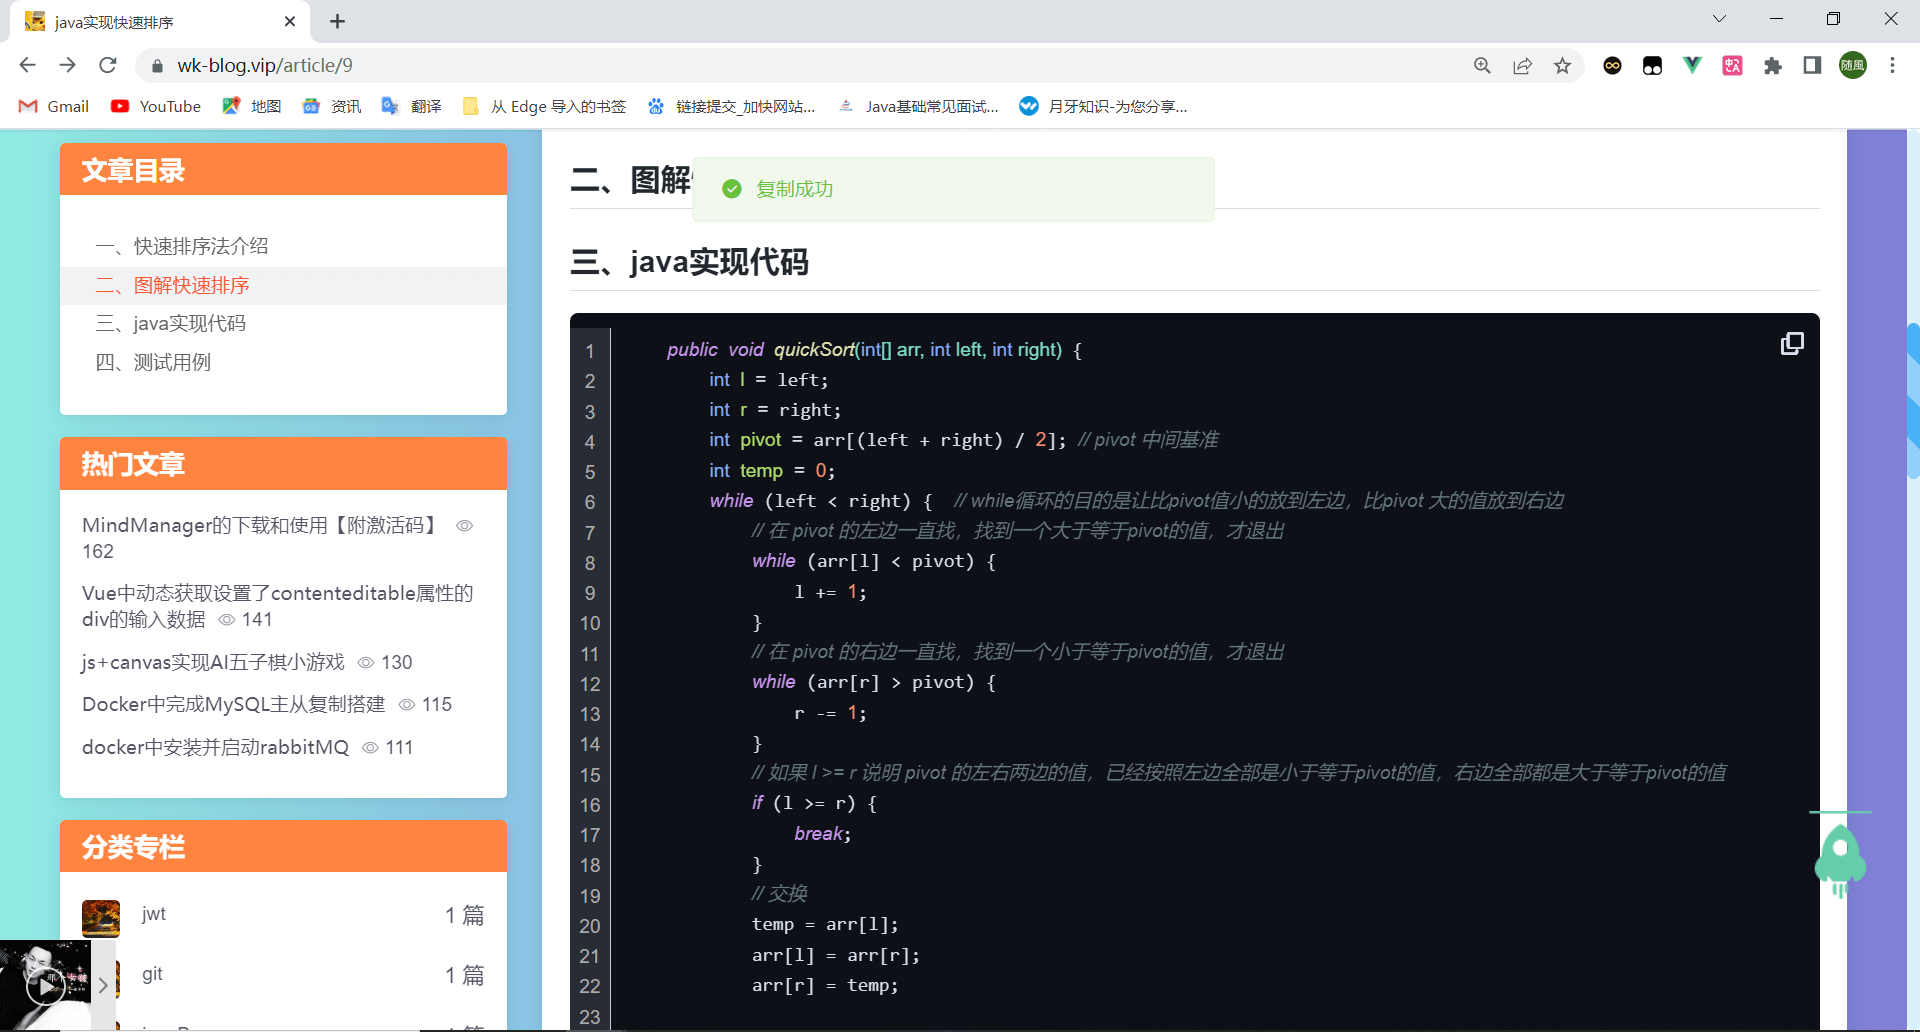 java实现快速排序
wk-blog.vip/article/9
随風
Gmail YouTube 地图 资讯 翻译 从 Edge 导入的书签 链接提交_加快网站... Java基础常见面试... 月牙知识-为您分享...
文章目录
一、快速排序法介绍
二、图解快速排序
三、java实现代码
四、测试用例
热门文章
MindManager的下载和使用【附激活码】
162
Vue中动态获取设置了contenteditable属性的
div的输入数据 141
js+canvas实现AI五子棋小游戏 130
Docker中完成MySQL主从复制搭建 115
docker中安装并启动rabbitMQ 111
分类专栏
jwt 1 篇
git 1 篇
二、图解
复制成功
三、java实现代码
1 public void quickSort(int[] arr, int left, int right) {
2 int l = left;
3 int r = right;
4 int pivot = arr[(left + right) / 2]; // pivot 中间基准
5 int temp = 0;
6 while (left < right) { // while循环的目的是让比pivot值小的放到左边，比pivot 大的值放到右边
7 // 在 pivot 的左边一直找，找到一个大于等于pivot的值，才退出
8 while (arr[l] < pivot) {
9 l += 1;
10 }
11 // 在 pivot 的右边一直找，找到一个小于等于pivot的值，才退出
12 while (arr[r] > pivot) {
13 r -= 1;
14 }
15 // 如果 l >= r 说明 pivot 的左右两边的值，已经按照左边全部是小于等于pivot的值，右边全部都是大于等于pivot的值
16 if (l >= r) {
17 break;
18 }
19 // 交换
20 temp = arr[l];
21 arr[l] = arr[r];
22 arr[r] = temp;
23